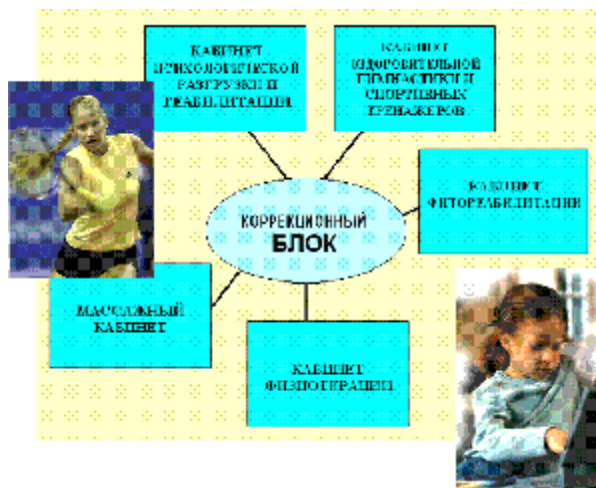 КАБИНЕТ
ПСИХОЛОГИЧЕСКОЙ
РАЗГРУЗКИ И
РЕАБИЛИТАЦИИ
КАБИНЕТ
ОЗДОРОВИТЕЛЬНОЙ
ГИМНАСТИКИ И
СПОРТИВНЫХ
ТРЕНАЖЕРОВ
КАБИНЕТ
ФИТОРЕАБИЛИТАЦИИ
КОРРЕКЦИОННЫЙ
БЛОК
МАССАЖНЫЙ
КАБИНЕТ
КАБИНЕТ
ФИЗИОТЕРАПИИ